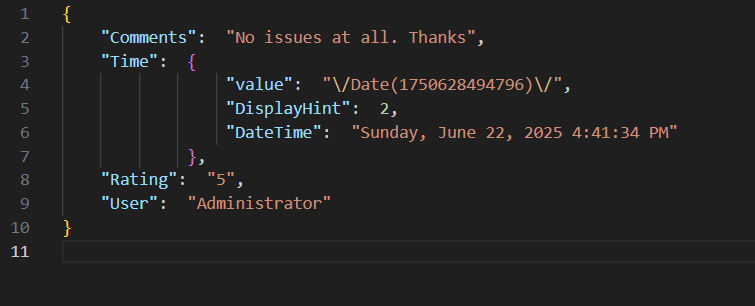 1 {
2 "Comments": "No issues at all. Thanks",
3 "Time": {
4 "value": "\/Date(1750628494796)\/",
5 "DisplayHint": 2,
6 "DateTime": "Sunday, June 22, 2025 4:41:34 PM"
7 },
8 "Rating": "5",
9 "User": "Administrator"
10 }
11